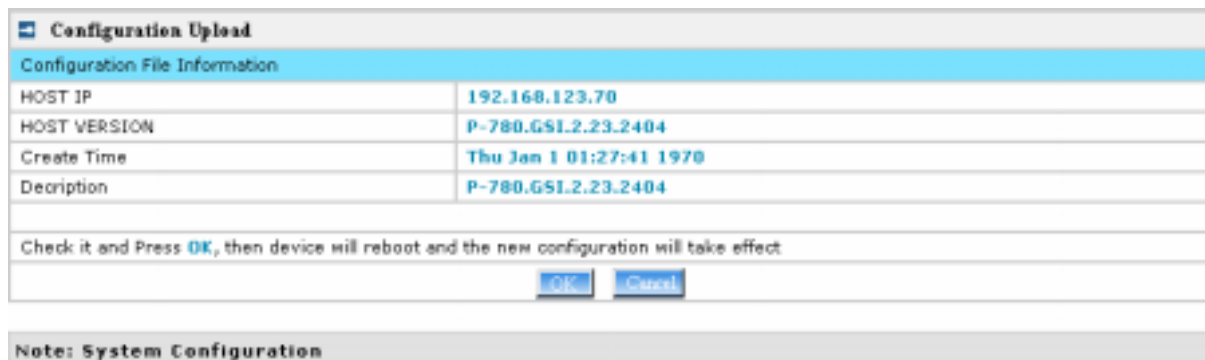 Configuration Upload
Configuration File Information
HOST IP 192.168.123.70
HOST VERSION P-780.GSI.2.23.2404
Create Time Thu Jan 1 01:27:41 1970
Decription P-780.GSI.2.23.2404
Check it and Press OK, then device will reboot and the new configuration will take effect
OK Cancel
Note: System Configuration